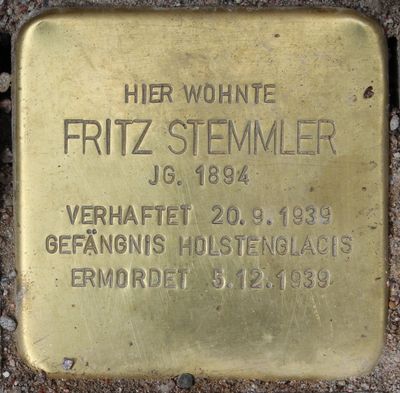 HIER WOHNTE
FRITZ STEMMLER
JG. 1894
VERHAFTET 20.9.1939
GEFÄNGNIS HOLSTENGLACIS
ERMORDET 5.12.1939